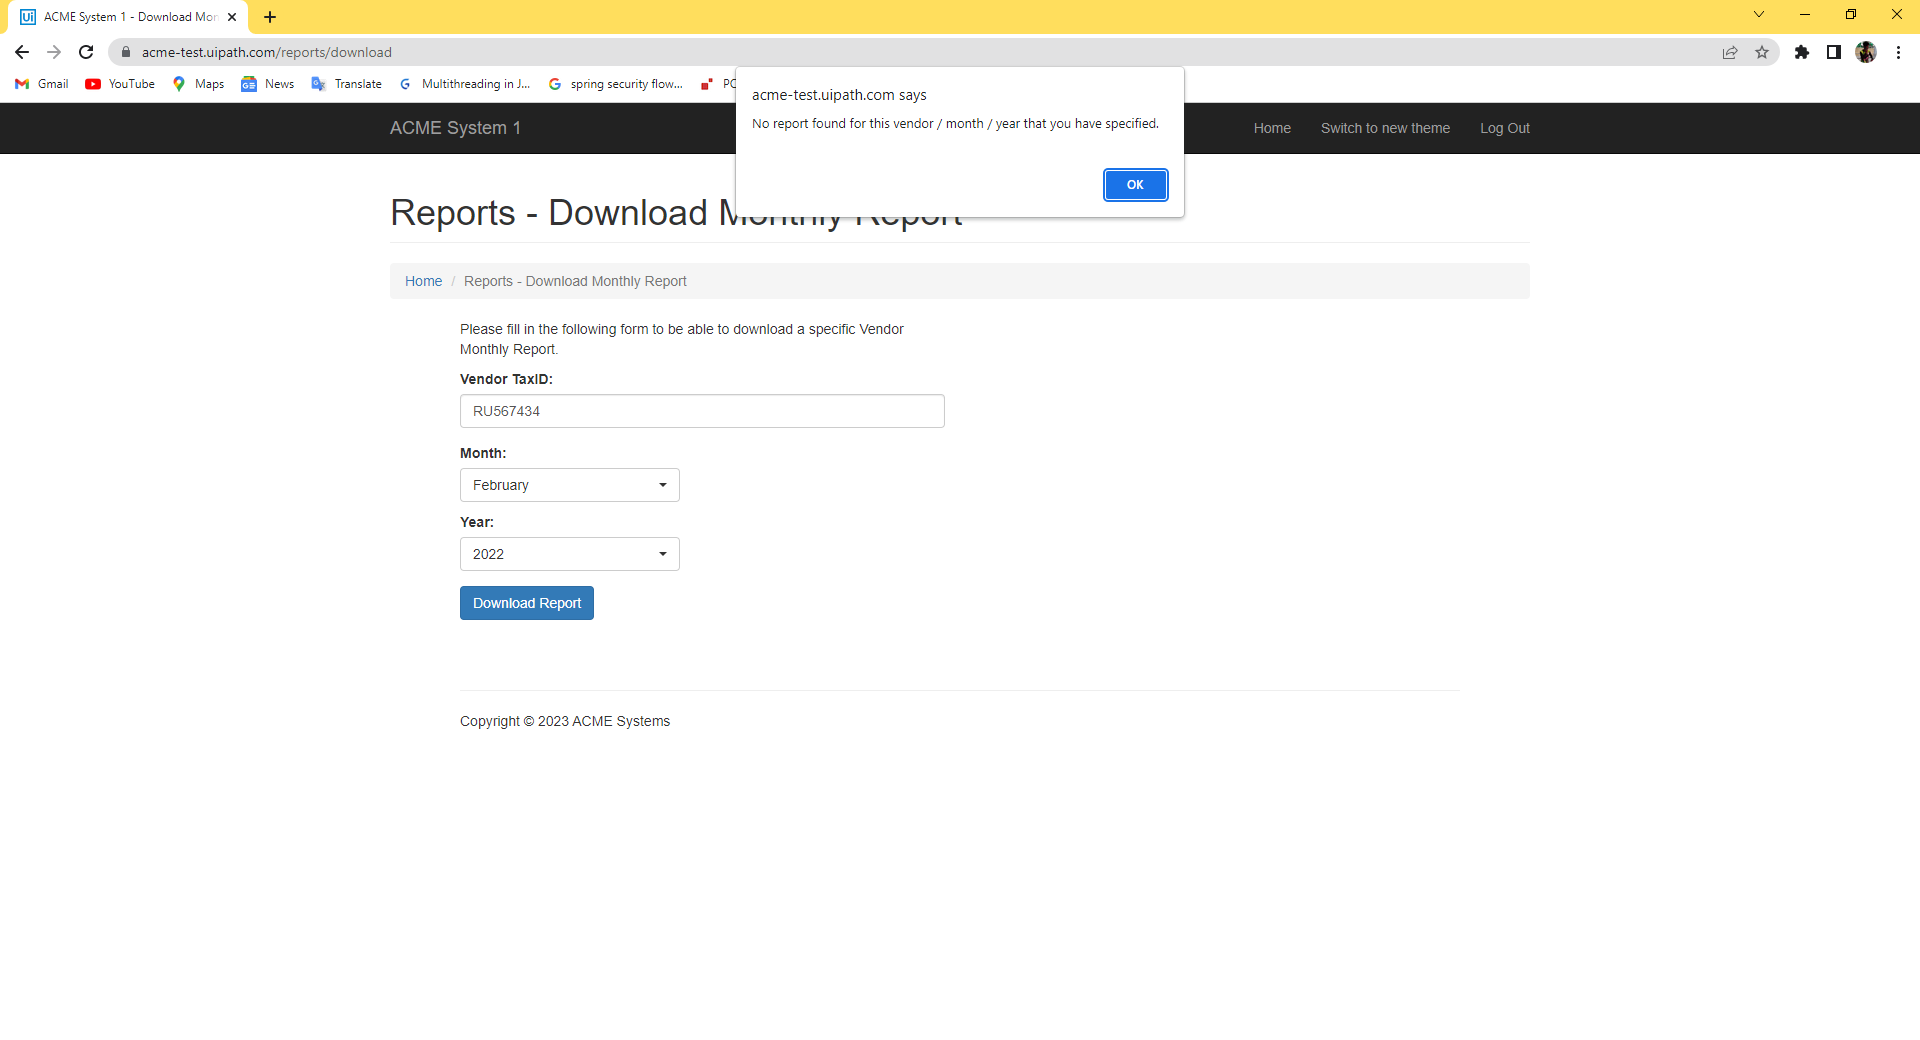 Ui ACME System 1 - Download Mon
acme-test.uipath.com/reports/download
Gmail YouTube Maps News Translate Multithreading in J... spring security flow... PC
acme-test.uipath.com says
No report found for this vendor / month / year that you have specified.
OK
ACME System 1 Home Switch to new theme Log Out
Reports - Download Monthly Report
Home / Reports - Download Monthly Report
Please fill in the following form to be able to download a specific Vendor
Monthly Report.
Vendor TaxID:
RU567434
Month:
February
Year:
2022
Download Report
Copyright © 2023 ACME Systems